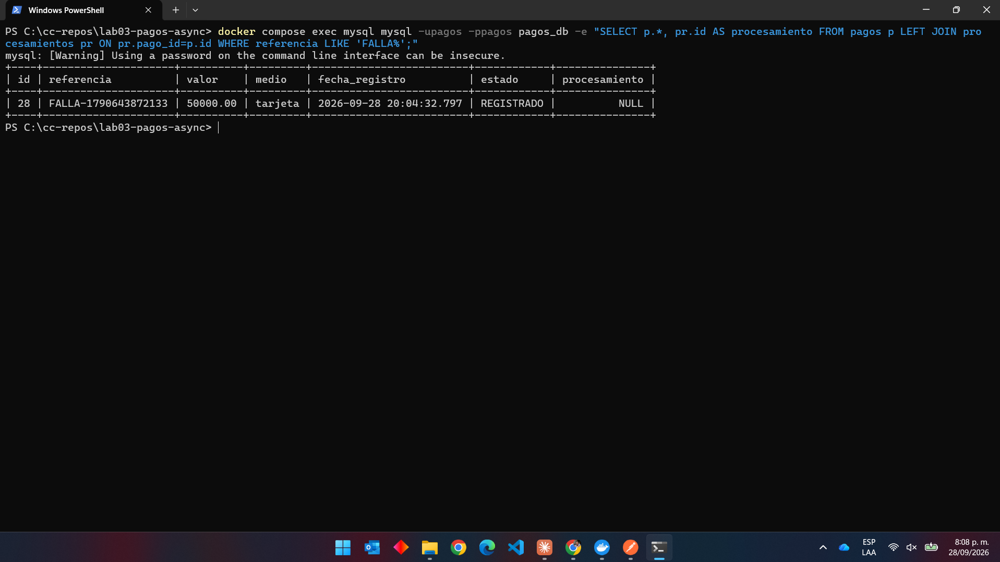 Windows PowerShell
PS C:\cc-repos\lab03-pagos-async> docker compose exec mysql mysql -upagos -ppagos pagos_db -e "SELECT p.*, pr.id AS procesamiento FROM pagos p LEFT JOIN pro
cesamientos pr ON pr.pago_id=p.id WHERE referencia LIKE 'FALLA%';"
mysql: [Warning] Using a password on the command line interface can be insecure.
+----+---------------------+----------+---------+-------------------------+------------+---------------+
| id | referencia          | valor    | medio   | fecha_registro          | estado     | procesamiento |
+----+---------------------+----------+---------+-------------------------+------------+---------------+
| 28 | FALLA-1790643872133 | 50000.00 | tarjeta | 2026-09-28 20:04:32.797 | REGISTRADO |          NULL |
+----+---------------------+----------+---------+-------------------------+------------+---------------+
PS C:\cc-repos\lab03-pagos-async>
ESP
LAA
8:08 p. m.
28/09/2026